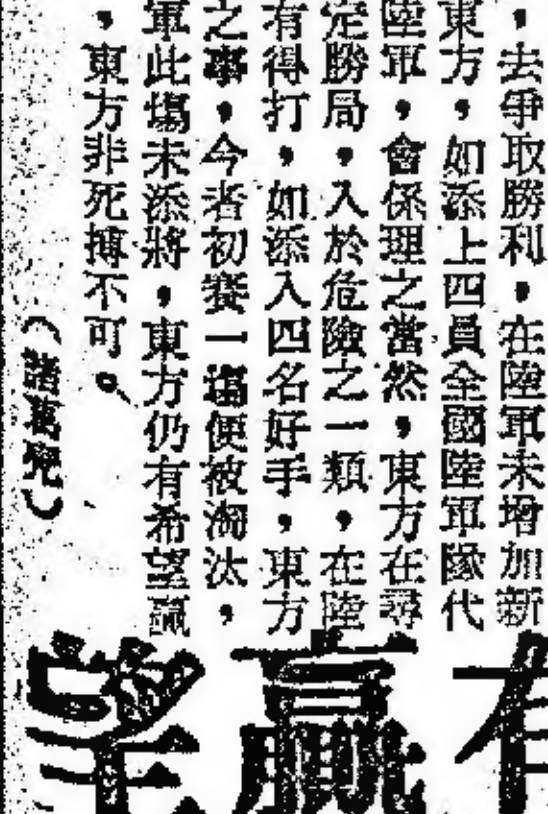 ，去爭取勝利，在陸軍未增加新
東方，如添上四員全國陸軍隊代
陸軍，會係理之當然，東方在尋
定勝局，入於危險之一類，在陸
有得打，如添入四名好手，東方
之事，今者初賽一塲便被淘汰，
軍此塲未添將，東方仍有希望贏
，東方非死搏不可。
（諸葛兒）
有贏望